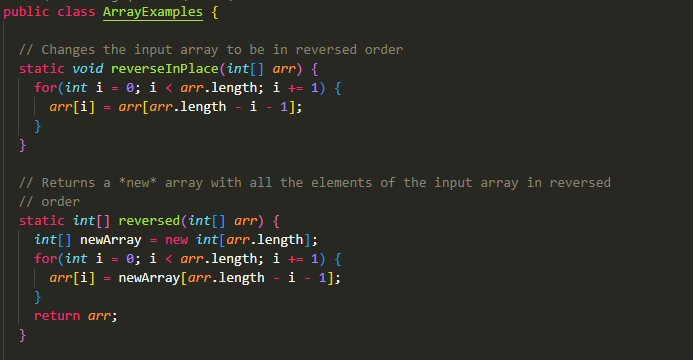 public class ArrayExamples {
// Changes the input array to be in reversed order
static void reverseInPlace(int[] arr) {
for(int i = 0; i < arr.length; i += 1) {
arr[i] = arr[arr.length - i - 1];
}
}
// Returns a *new* array with all the elements of the input array in reversed
// order
static int[] reversed(int[] arr) {
int[] newArray = new int[arr.length];
for(int i = 0; i < arr.length; i += 1) {
arr[i] = newArray[arr.length - i - 1];
}
return arr;
}